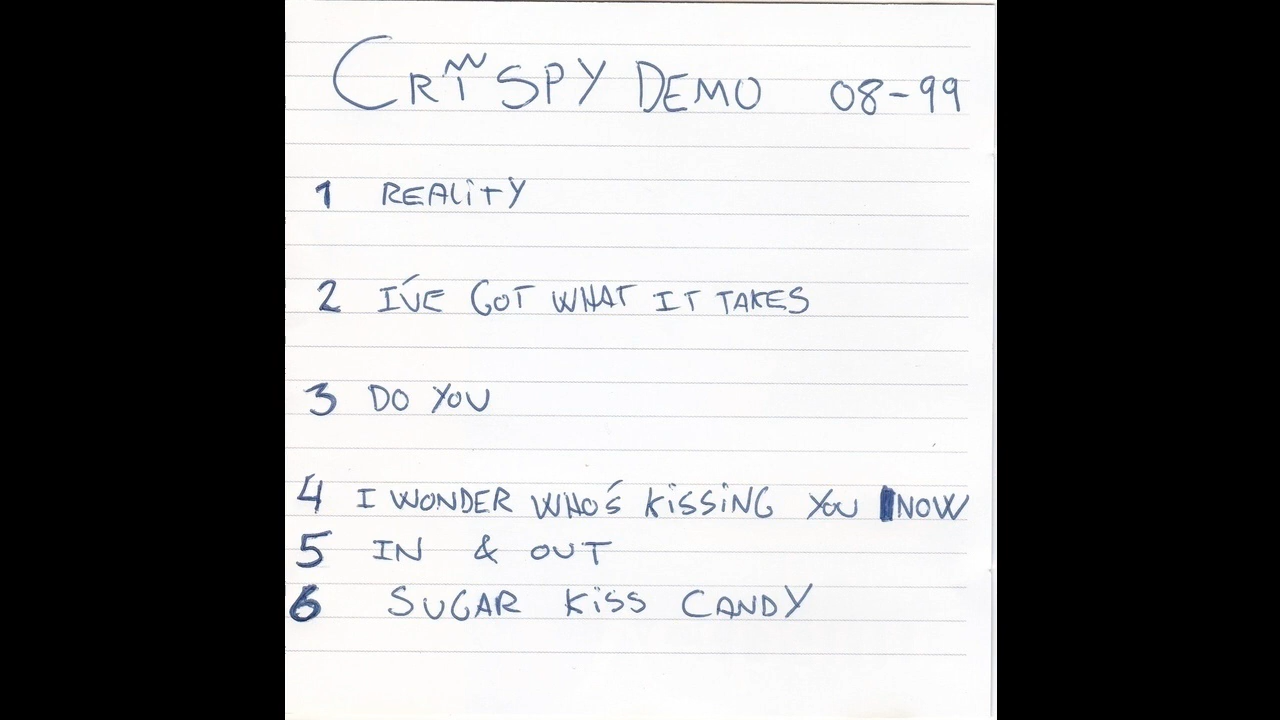 CRISPY DEMO 08-99
1 REALITY
2 I'VE GOT WHAT IT TAKES
3 DO YOU
4 I WONDER WHO'S KISSING YOU NOW
5 IN & OUT
6 SUGAR KISS CANDY